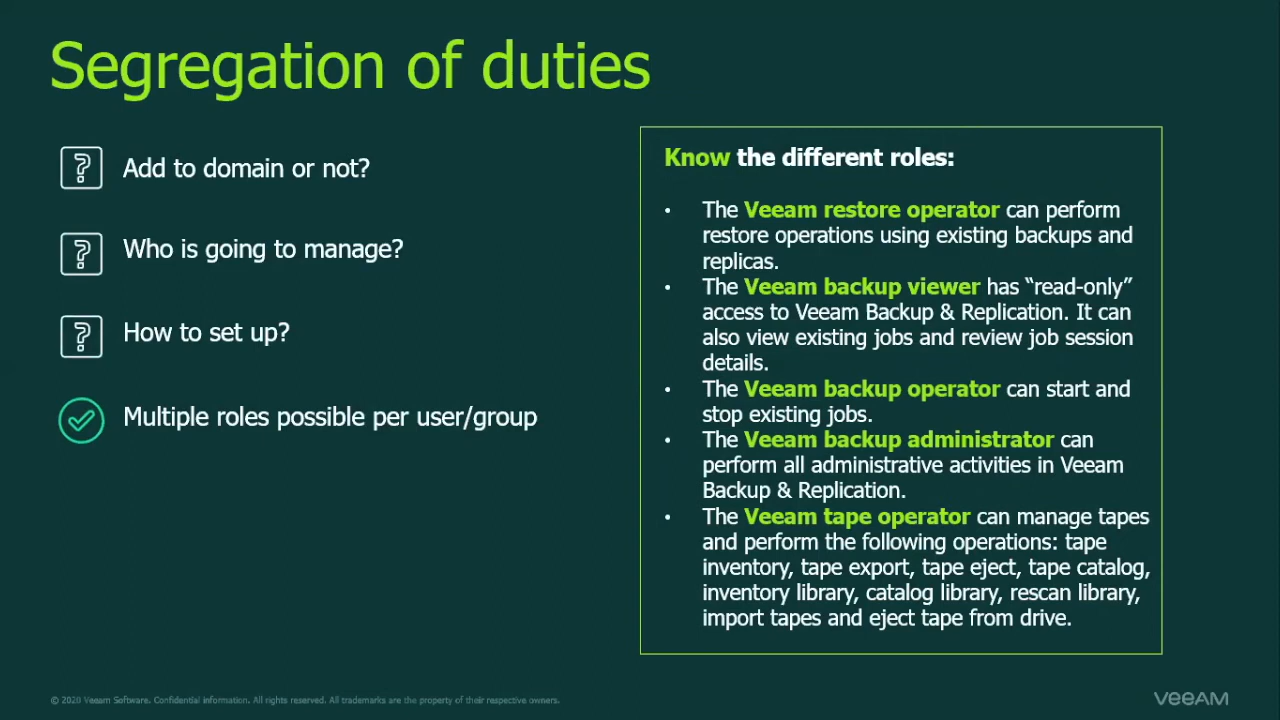 Segregation of duties
Add to domain or not?
Who is going to manage?
How to set up?
Multiple roles possible per user/group
Know the different roles:
• The Veeam restore operator can perform
restore operations using existing backups and
replicas.
• The Veeam backup viewer has “read-only”
access to Veeam Backup & Replication. It can
also view existing jobs and review job session
details.
• The Veeam backup operator can start and
stop existing jobs.
• The Veeam backup administrator can
perform all administrative activities in Veeam
Backup & Replication.
• The Veeam tape operator can manage tapes
and perform the following operations: tape
inventory, tape export, tape eject, tape catalog,
inventory library, catalog library, rescan library,
import tapes and eject tape from drive.
© 2020 Veeam Software. Confidential information. All rights reserved. All trademarks are the property of their respective owners.
VEEAM